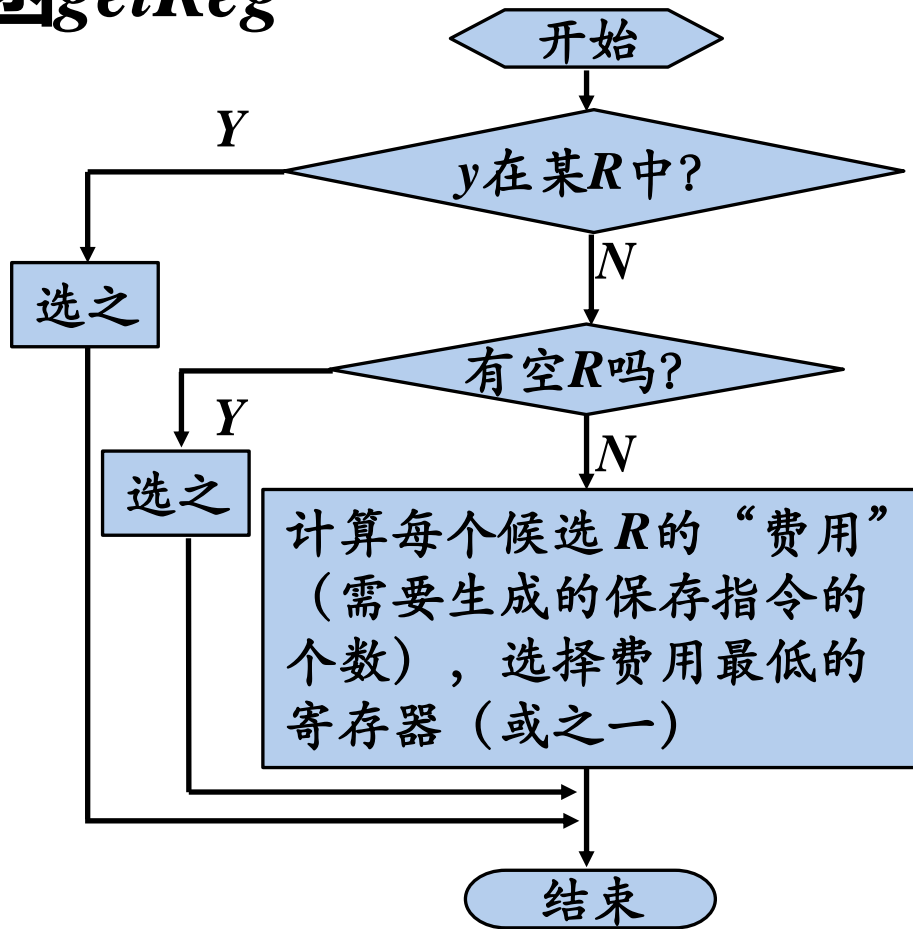 getReg
开始
Y
y在某R中?
N
选之
有空R吗?
Y
N
选之
计算每个候选R的“费用”
（需要生成的保存指令的
个数），选择费用最低的
寄存器（或之一）
结束